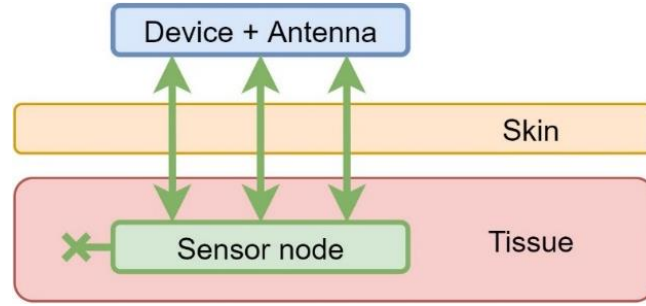 Device + Antenna
Skin
Sensor node
Tissue